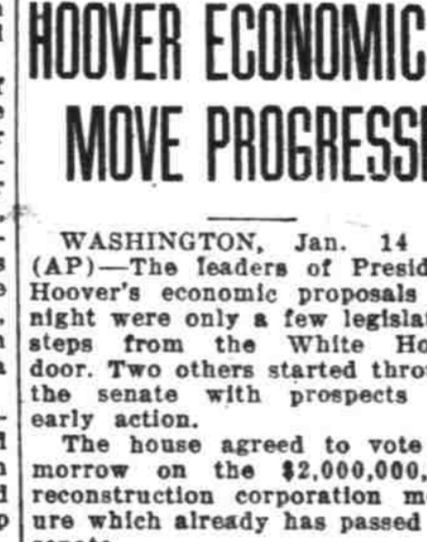 HOOVER ECONOMIC
MOVE PROGRESS
WASHINGTON, Jan. 14
(AP)—The leaders of Presid
Hoover's economic proposals
night were only a few legislat
steps from the White Ho
door. Two others started thro
the senate with prospects
early action.
The house agreed to vote
morrow on the $2,000,000,
reconstruction corporation m
ure which already has passed